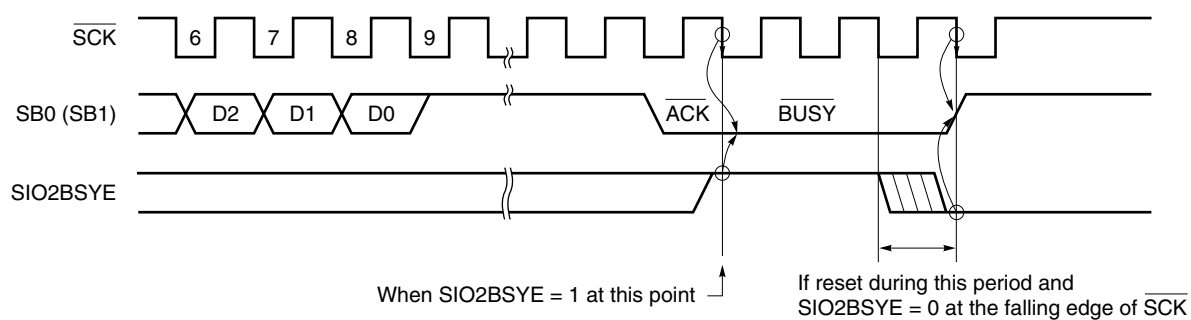 SCK
6 7 8 9
SB0 (SB1)
D2 D1 D0 ACK BUSY
SIO2BSYE
When SIO2BSYE = 1 at this point
If reset during this period and
SIO2BSYE = 0 at the falling edge of SCK